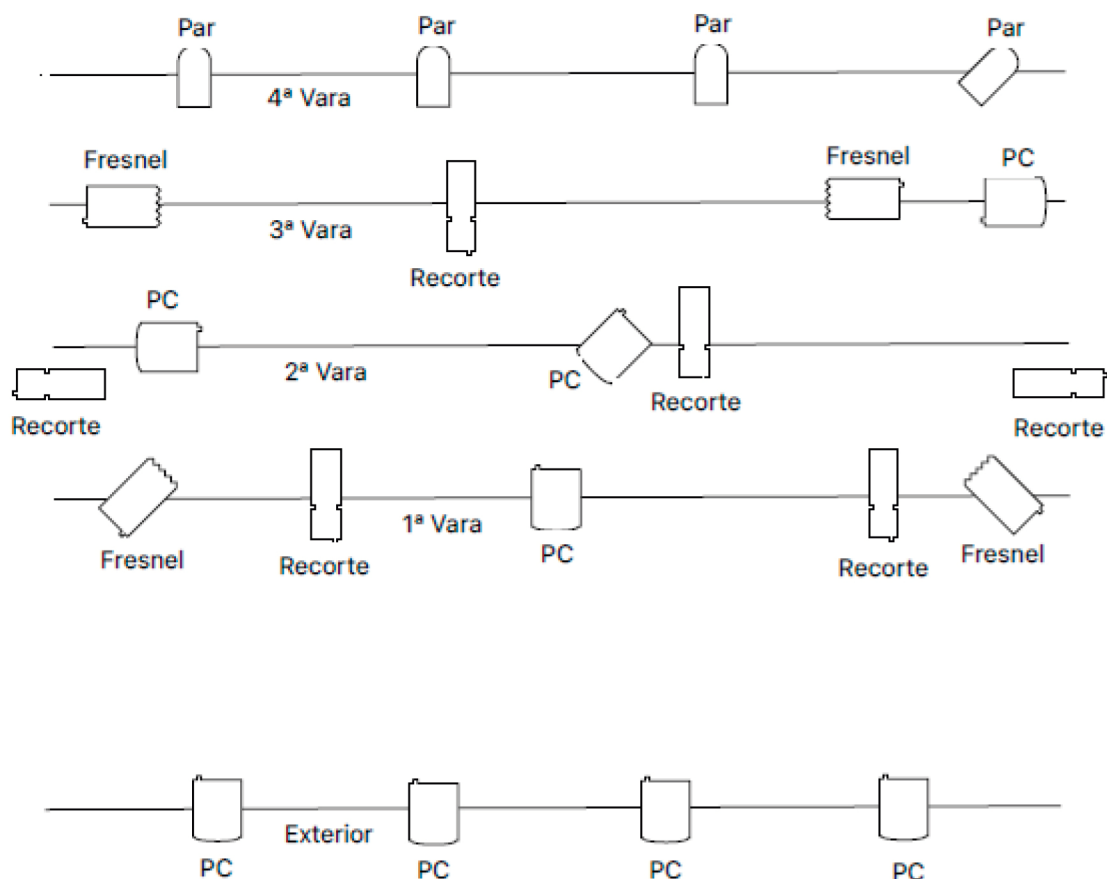 Par
Par
Par
Par
4ª Vara
Fresnel
Fresnel
PC
3ª Vara
Recorte
PC
2ª Vara
PC
Recorte
Recorte
Recorte
1ª Vara
Fresnel
Recorte
PC
Recorte
Fresnel
Exterior
PC
PC
PC
PC